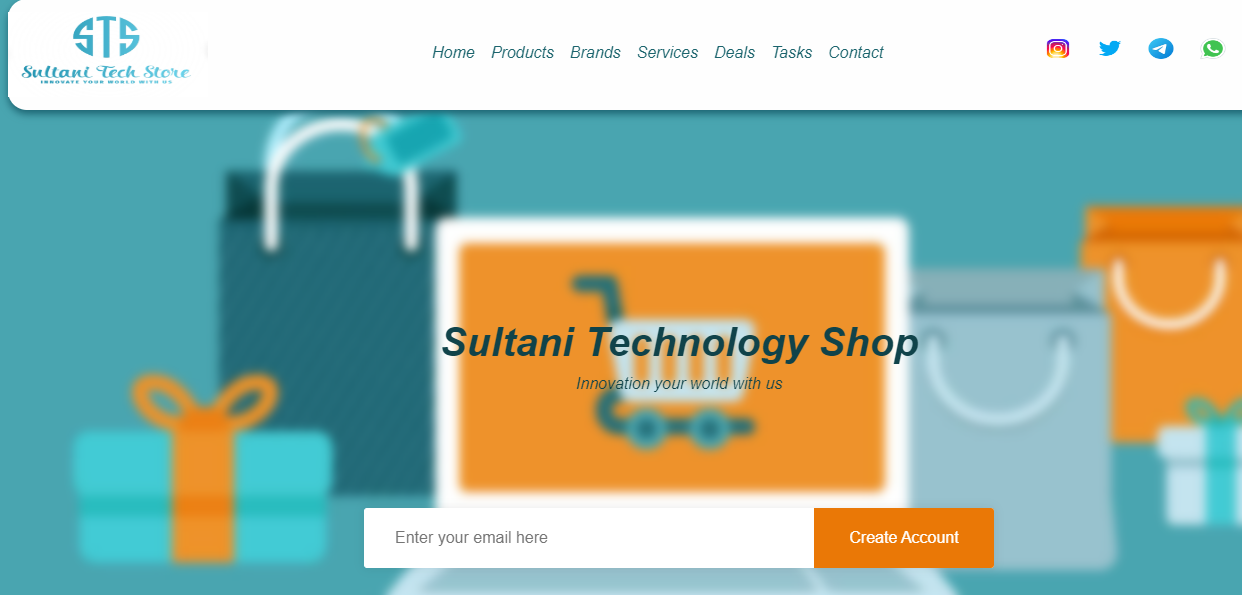 STS
Sultani Tech Store
INNOVATE YOUR WORLD WITH US
Home Products Brands Services Deals Tasks Contact
Sultani Technology Shop
Innovation your world with us
Enter your email here Create Account